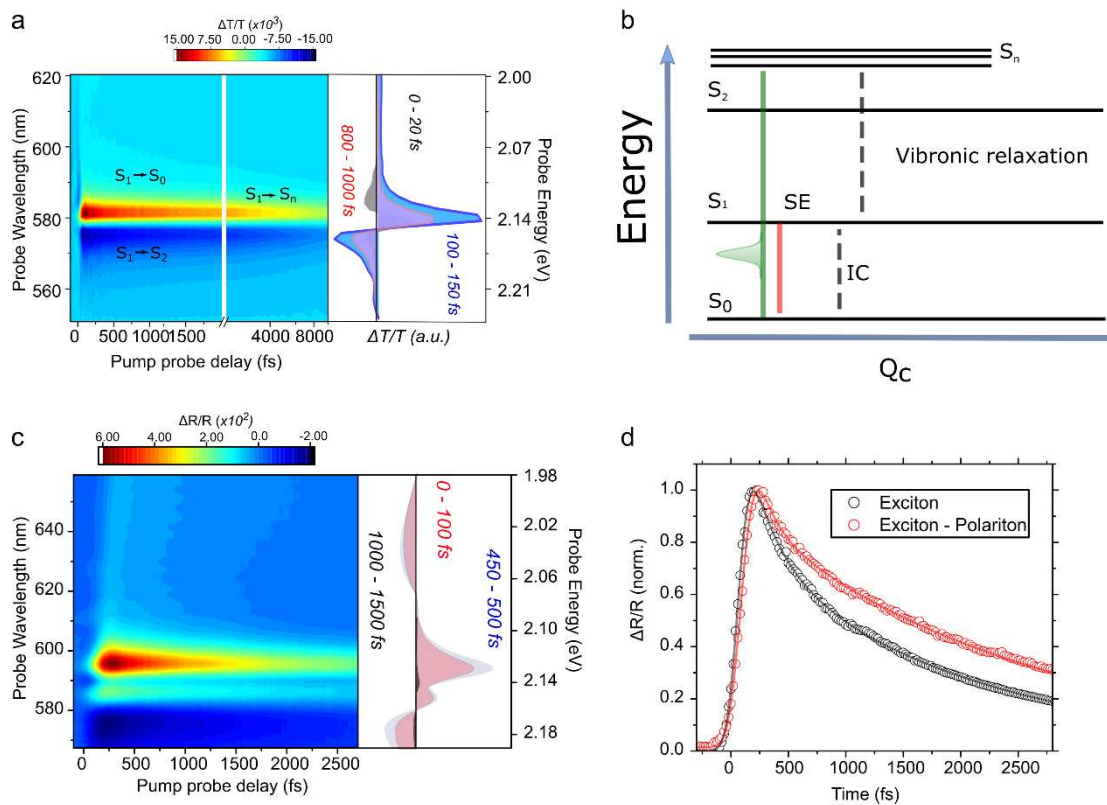 a
ΔT/T (x10³)
15.00 7.50 0.00 -7.50 -15.00
620
600
580
560
Probe Wavelength (nm)
S₁→S₀
S₁→Sₙ
S₁→S₂
0 500 1000 1500 4000 8000
Pump probe delay (fs)
0 - 20 fs
800 - 1000 fs
100 - 150 fs
ΔT/T (a.u.)
2.00
2.07
2.14
2.21
Probe Energy (eV)
b
Energy
Sₙ
S₂
Vibronic relaxation
S₁
SE
IC
S₀
Qc
c
ΔR/R (x10²)
6.00 4.00 2.00 0.0 -2.00
640
620
600
580
Probe Wavelength (nm)
0 500 1000 1500 2000 2500
Pump probe delay (fs)
0 - 100 fs
1000 - 1500 fs
450 - 500 fs
1.98
2.02
2.06
2.10
2.14
2.18
Probe Energy (eV)
d
1.0
0.8
0.6
0.4
0.2
0.0
ΔR/R (norm.)
Exciton
Exciton - Polariton
0 500 1000 1500 2000 2500
Time (fs)